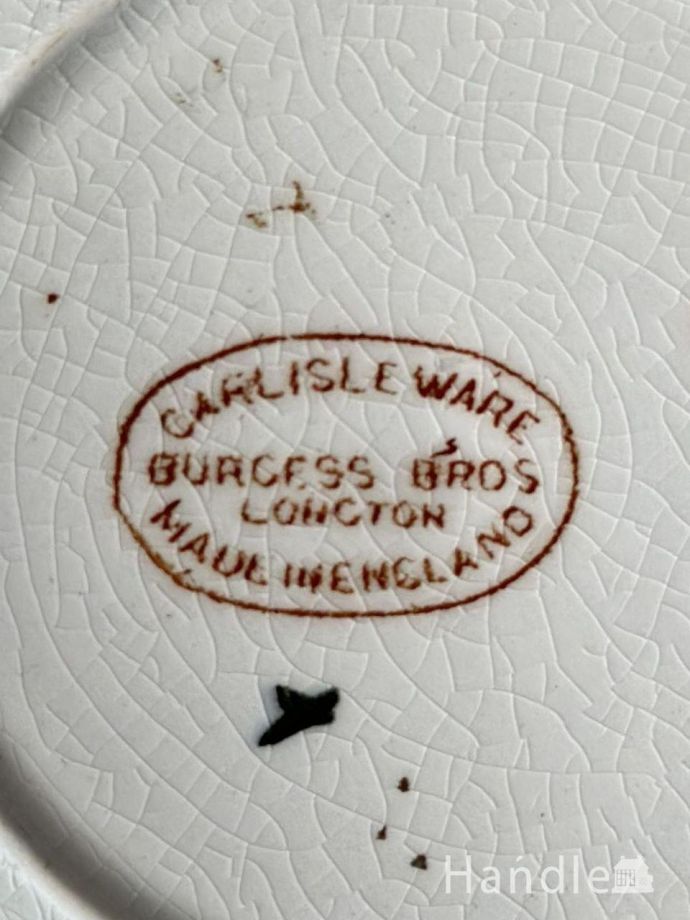 CARLISLE WARE
BURGESS BROS
LONGTON
MADE IN ENGLAND
Handle